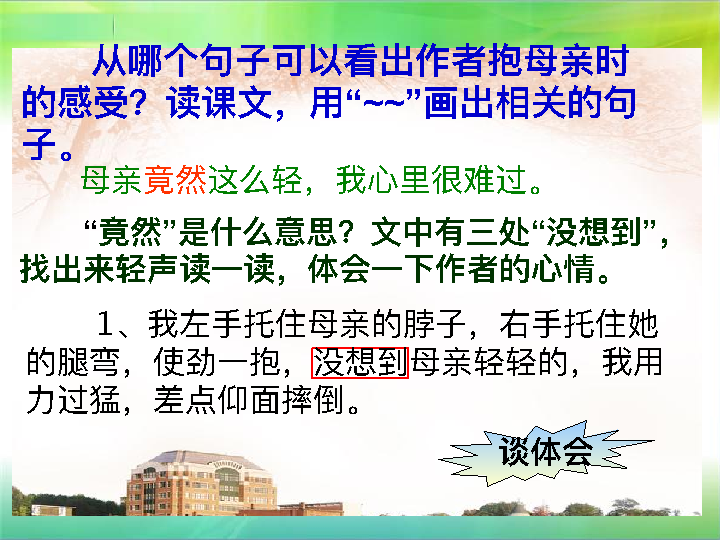 从哪个句子可以看出作者抱母亲时
的感受？读课文，用“~~”画出相关的句
子。
母亲竟然这么轻，我心里很难过。
“竟然”是什么意思？文中有三处“没想到”，
找出来轻声读一读，体会一下作者的心情。
1、我左手托住母亲的脖子，右手托住她
的腿弯，使劲一抱，没想到母亲轻轻的，我用
力过猛，差点仰面摔倒。
谈体会